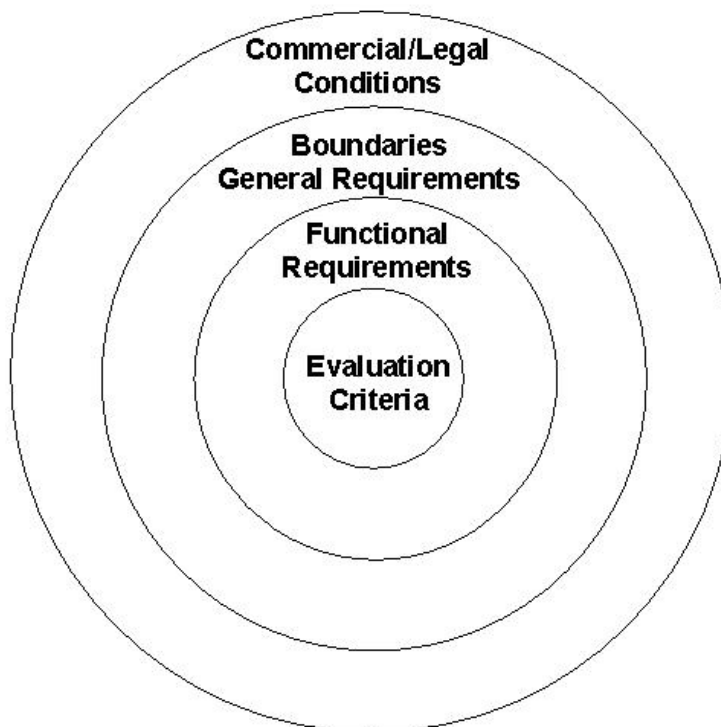 Commercial/Legal
Conditions
Boundaries
General Requirements
Functional
Requirements
Evaluation
Criteria